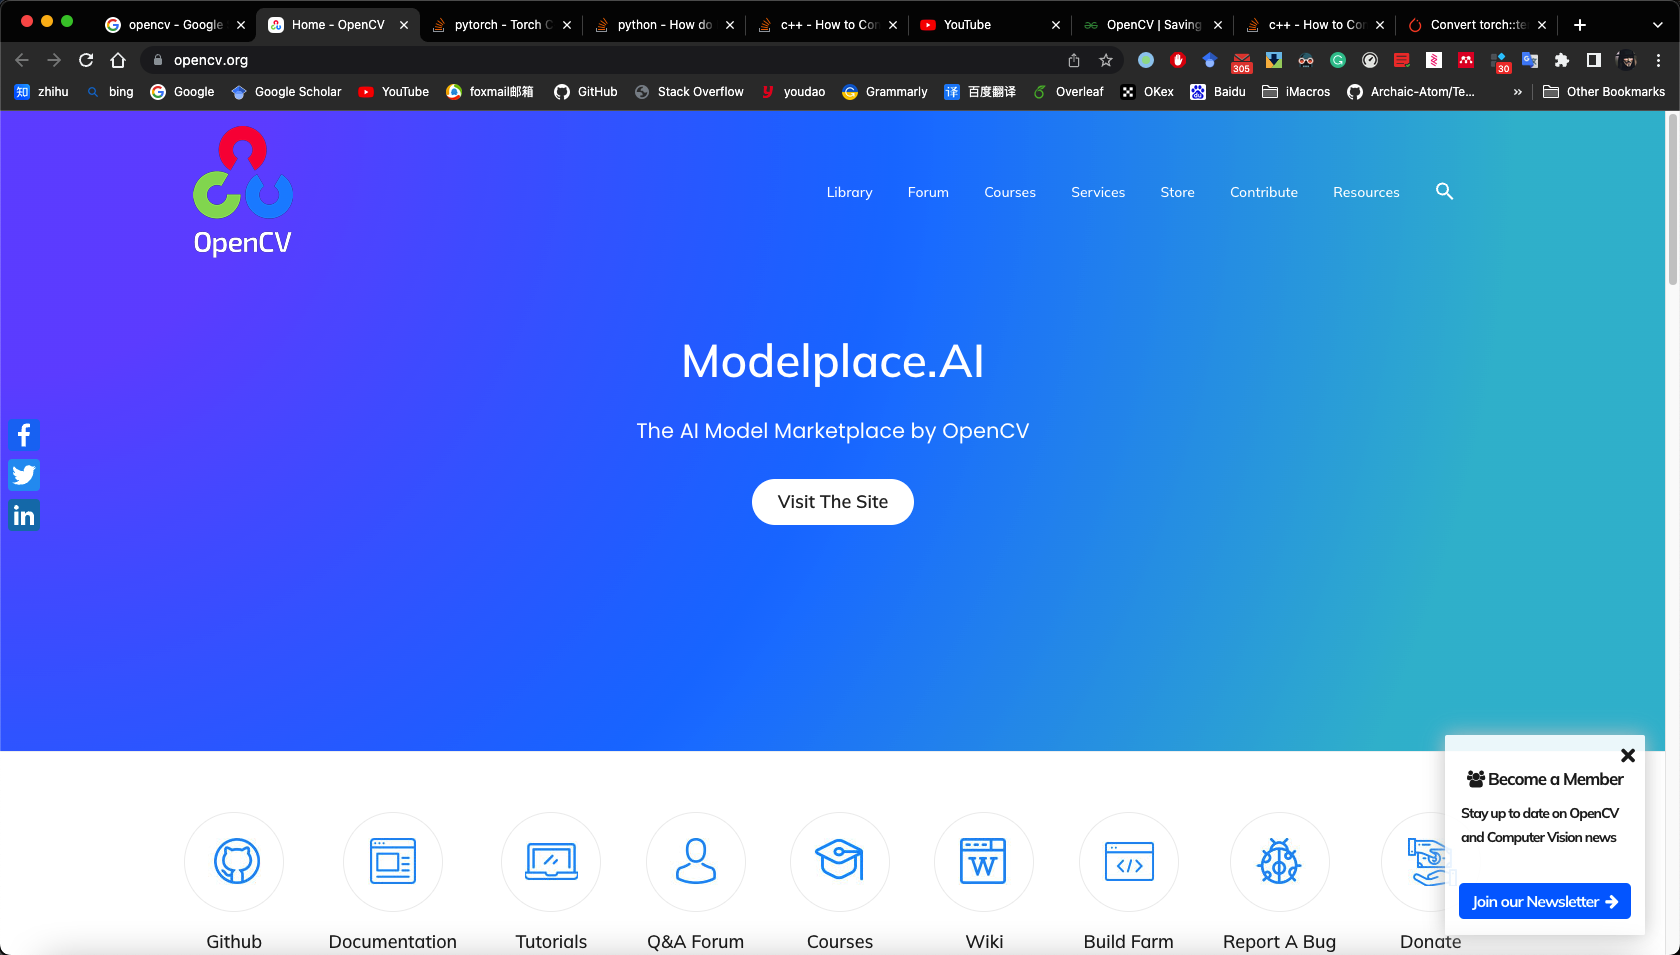 opencv - Google
Home - OpenCV
pytorch - Torch C
python - How do
c++ - How to Con
YouTube
OpenCV | Saving
c++ - How to Cor
Convert torch::te
opencv.org
305
30
知 zhihu
bing
Google
Google Scholar
YouTube
foxmail邮箱
GitHub
Stack Overflow
y youdao
Grammarly
译 百度翻译
Overleaf
OKex
Baidu
iMacros
Archaic-Atom/Te...
»
Other Bookmarks
OpenCV
Library
Forum
Courses
Services
Store
Contribute
Resources
Modelplace.AI
The AI Model Marketplace by OpenCV
Visit The Site
f
in
Become a Member
Stay up to date on OpenCV
and Computer Vision news
Join our Newsletter
W
</>
Github
Documentation
Tutorials
Q&A Forum
Courses
Wiki
Build Farm
Report A Bug
Donate